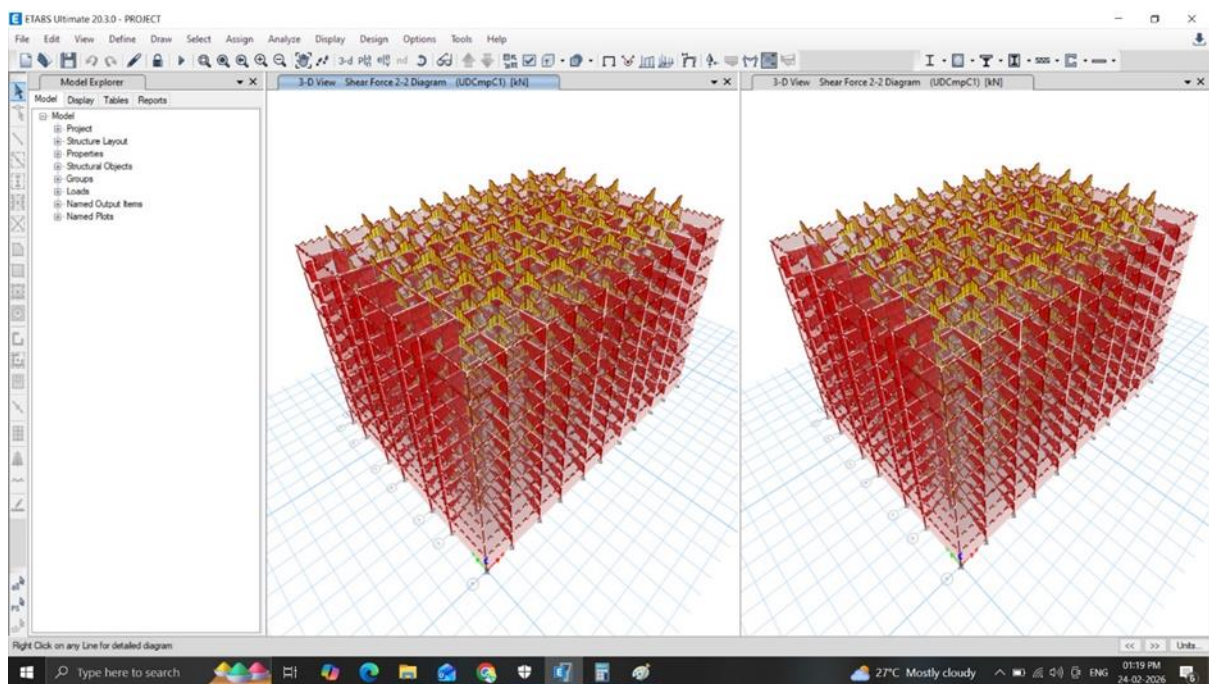 ETABS Ultimate 20.3.0 - PROJECT
File Edit View Define Draw Select Assign Analyze Display Design Options Tools Help
3-d nd
Model Explorer
Model Display Tables Reports
Model
Project
Structure Layout
Properties
Structural Objects
Groups
Loads
Named Output Items
Named Plots
3-D View Shear Force 2-2 Diagram (UDCmpC1) [kN]
3-D View Shear Force 2-2 Diagram (UDCmpC1) [kN]
Right Click on any Line for detailed diagram
<< >> Units...
Type here to search
27°C Mostly cloudy
ENG
01:19 PM
24-02-2026